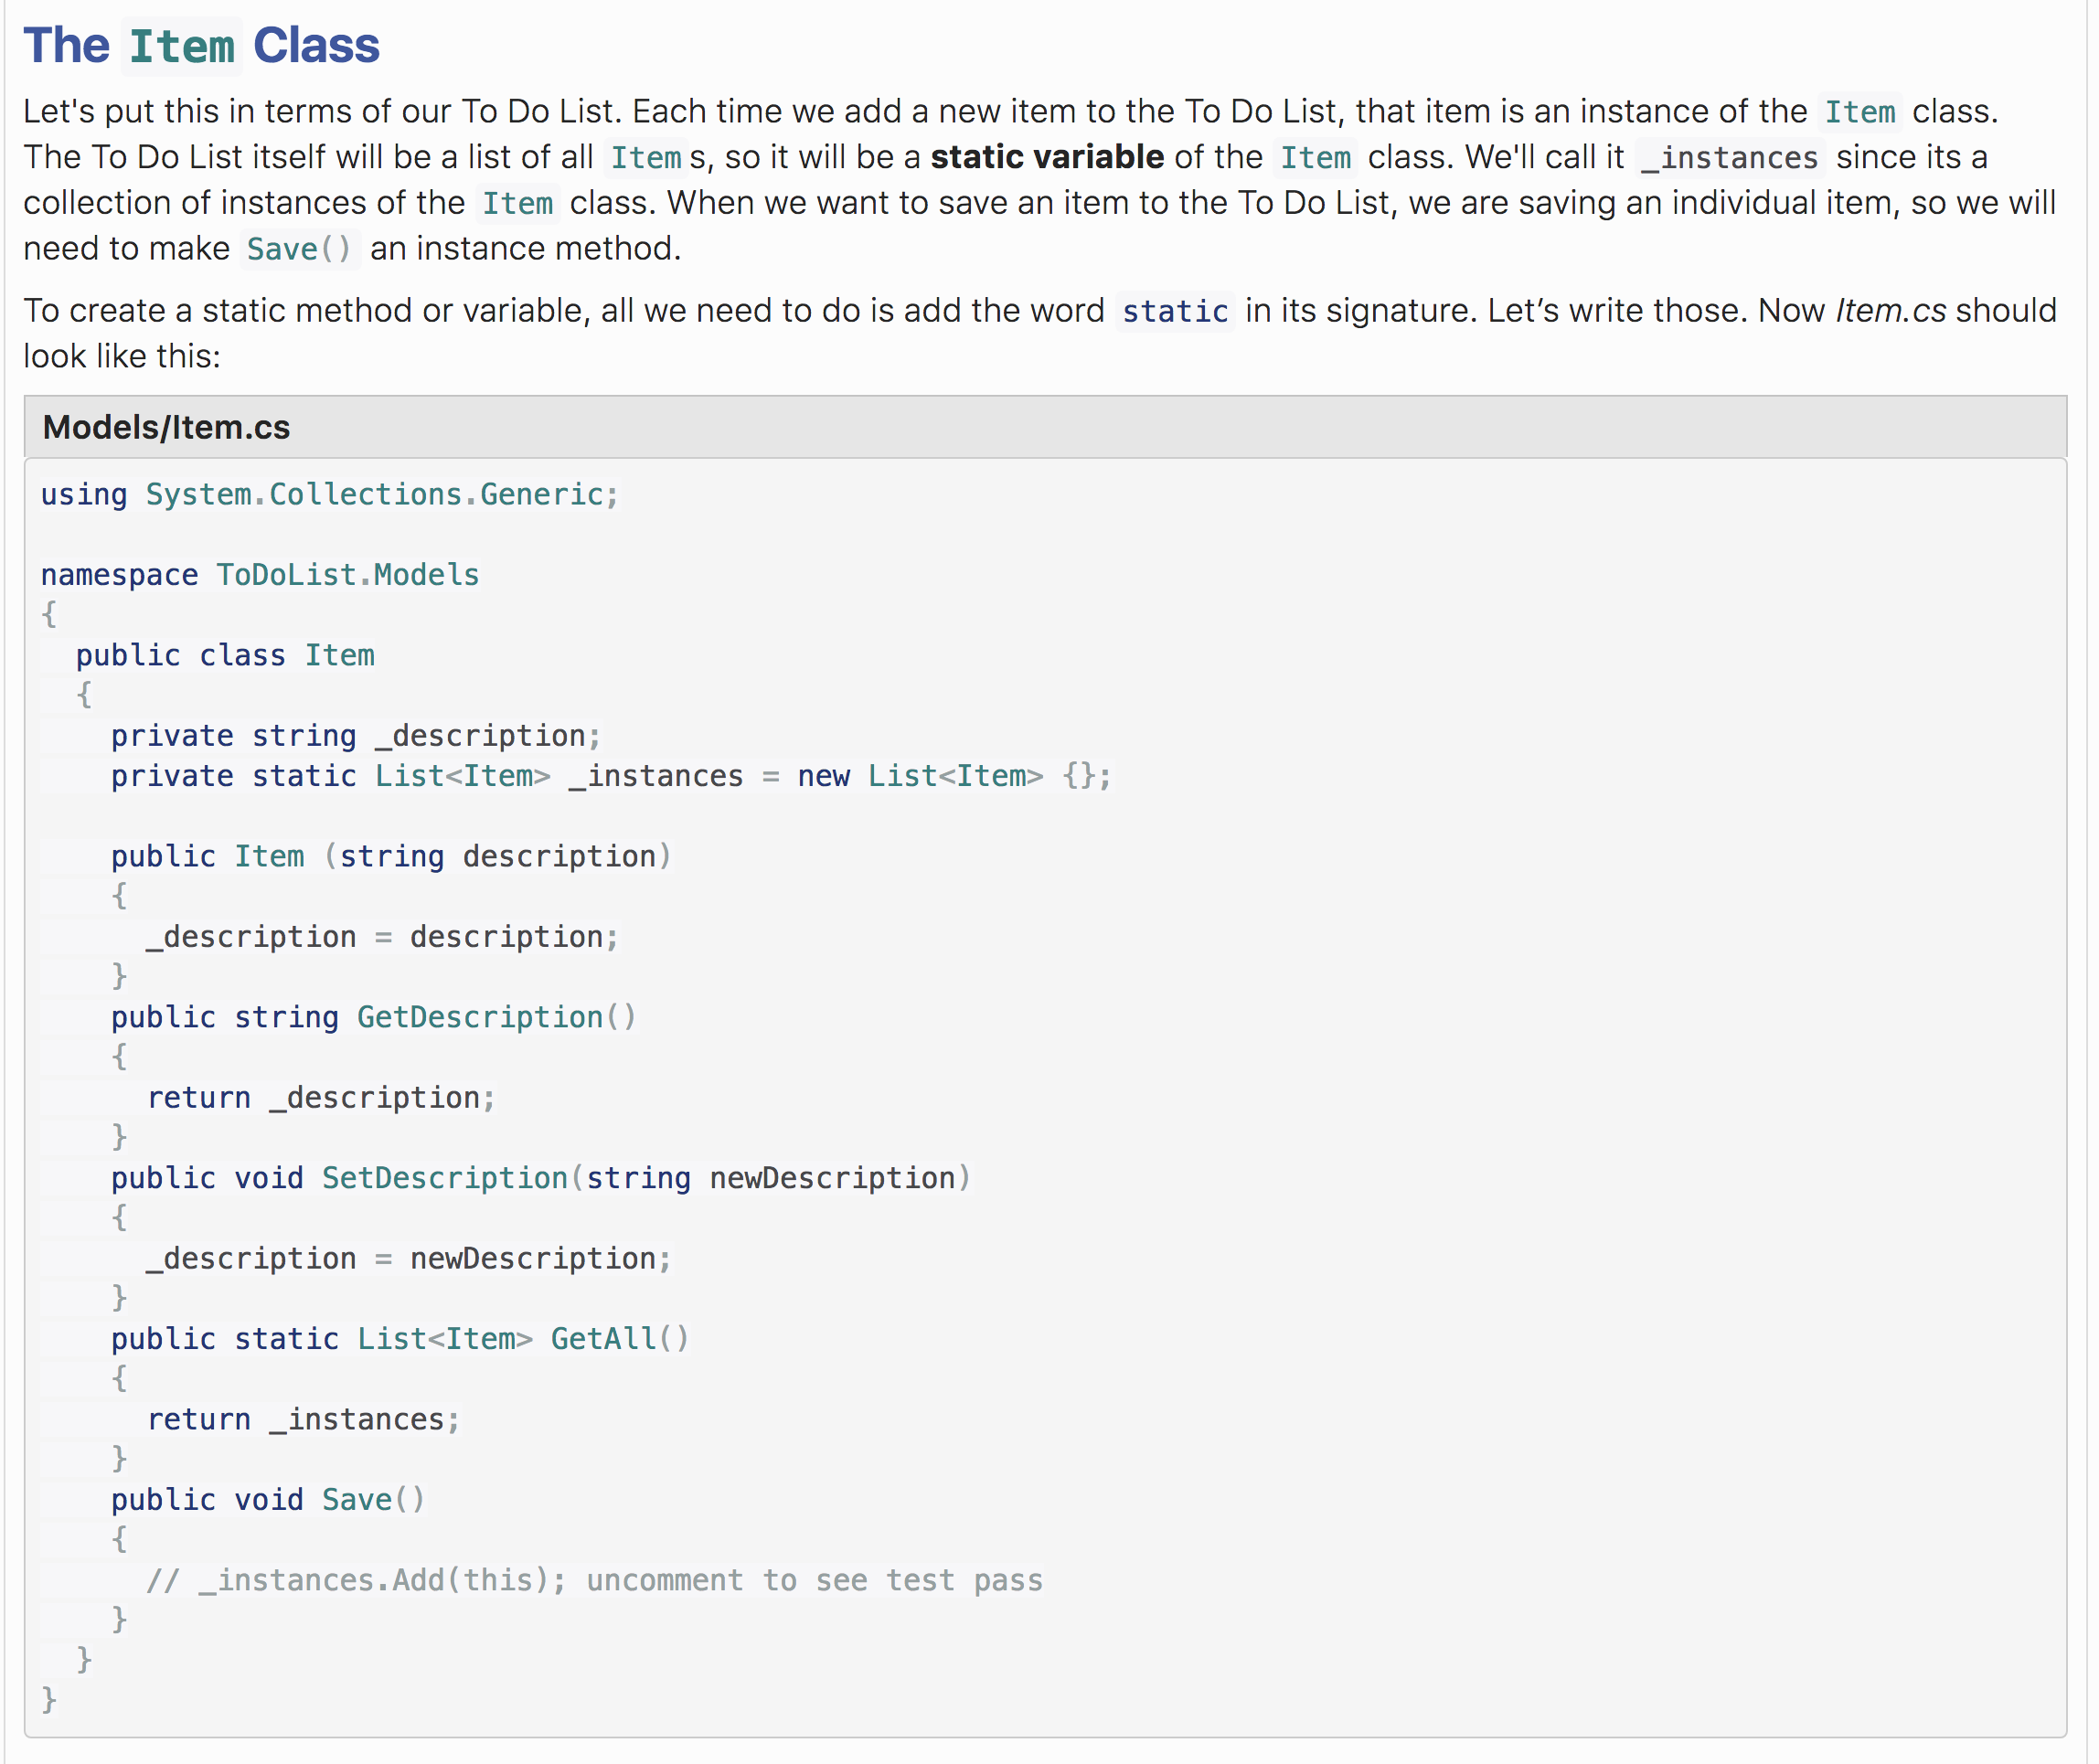 The Item Class
Let's put this in terms of our To Do List. Each time we add a new item to the To Do List, that item is an instance of the Item class.
The To Do List itself will be a list of all Item s, so it will be a static variable of the Item class. We'll call it _instances since its a
collection of instances of the Item class. When we want to save an item to the To Do List, we are saving an individual item, so we will
need to make Save() an instance method.
To create a static method or variable, all we need to do is add the word static in its signature. Let’s write those. Now Item.cs should
look like this:
Models/Item.cs
using System.Collections.Generic;
namespace ToDoList.Models
{
  public class Item
  {
    private string _description;
    private static List<Item> _instances = new List<Item> {};
    public Item (string description)
    {
      _description = description;
    }
    public string GetDescription()
    {
      return _description;
    }
    public void SetDescription(string newDescription)
    {
      _description = newDescription;
    }
    public static List<Item> GetAll()
    {
      return _instances;
    }
    public void Save()
    {
      // _instances.Add(this); uncomment to see test pass
    }
  }
}